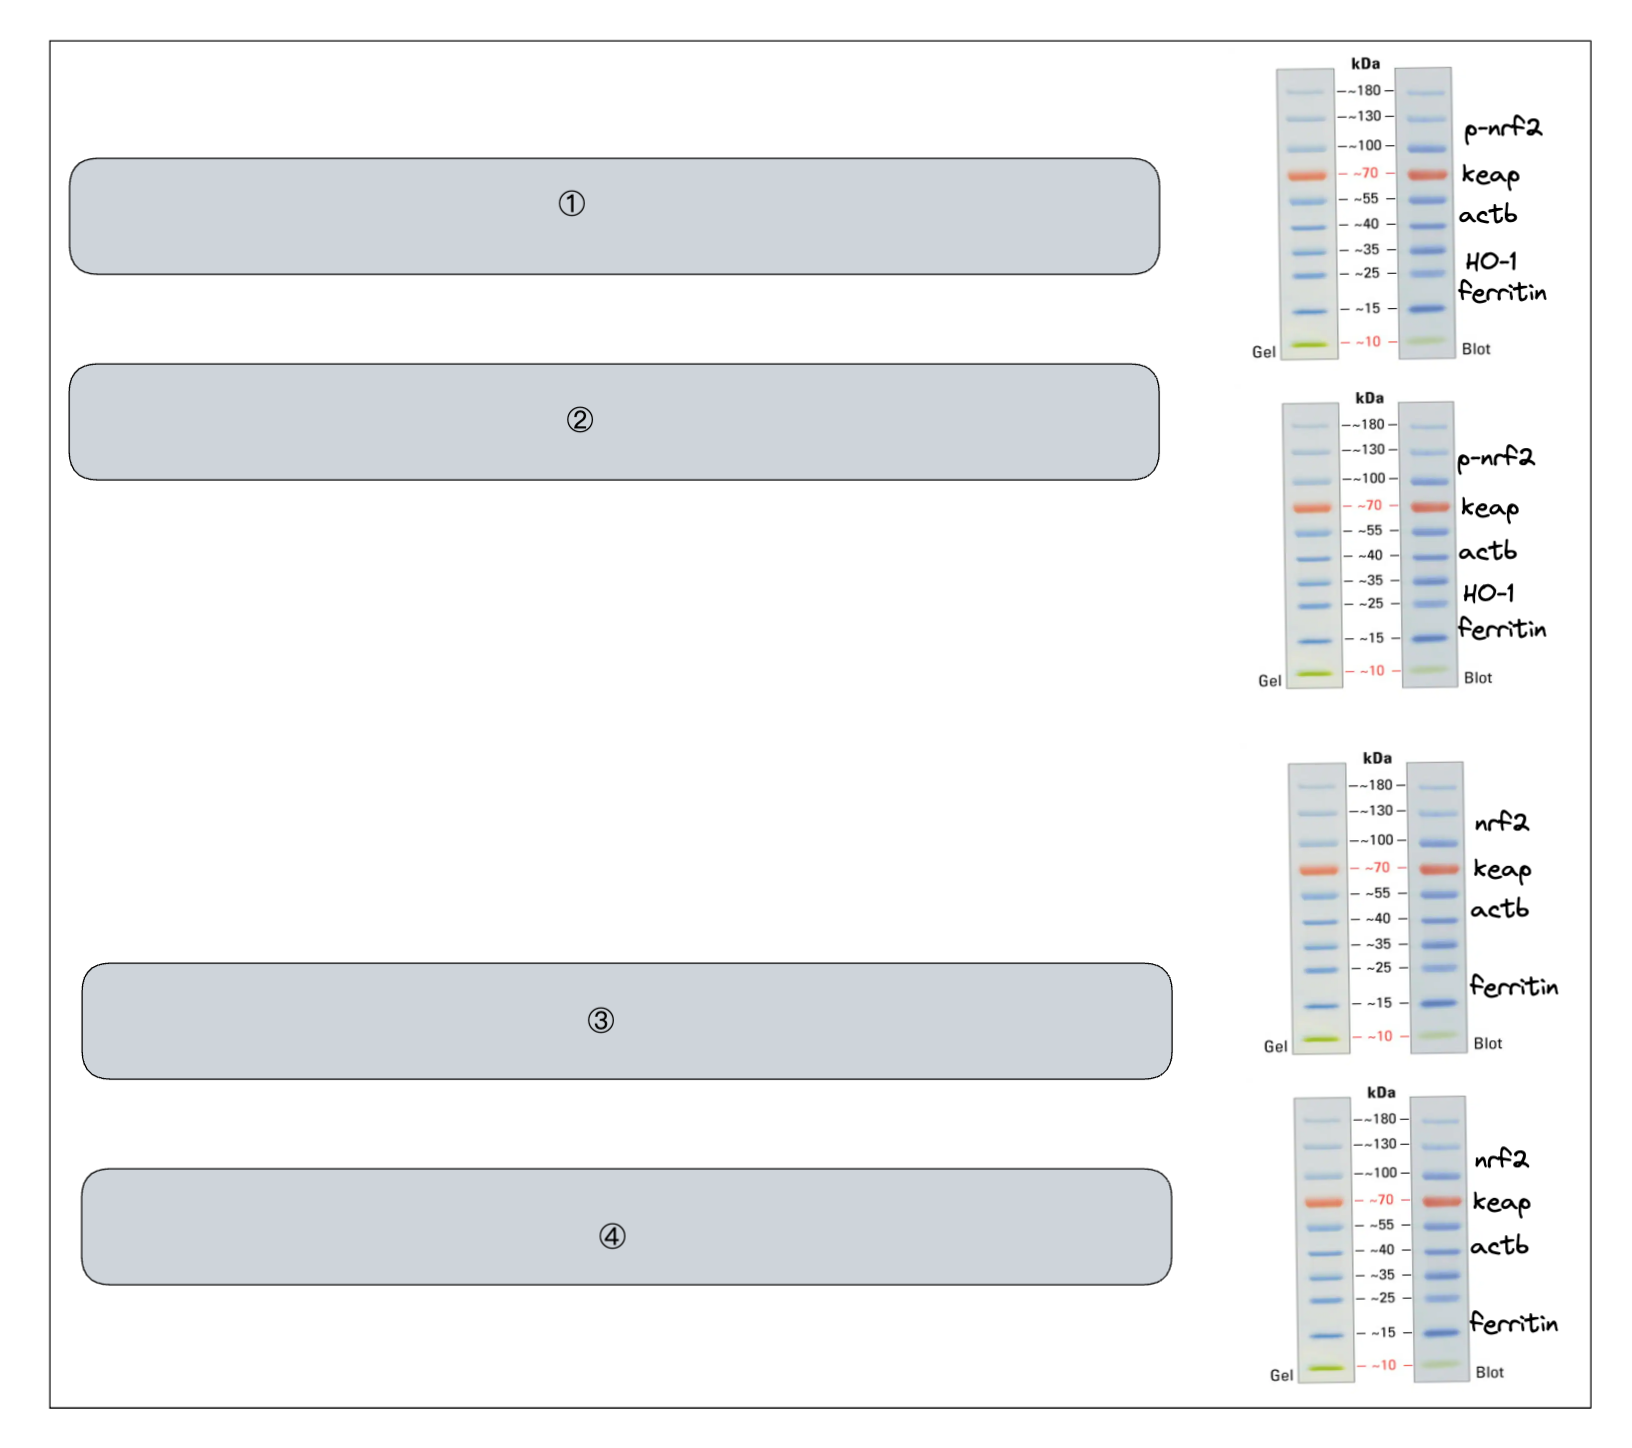 ①
②
③
④
kDa
~180
~130
p-nrf2
~100
~70
keap
~55
actb
~40
~35
HO-1
~25
ferritin
~15
~10
Gel
Blot
kDa
~180
~130
p-nrf2
~100
~70
keap
~55
actb
~40
~35
HO-1
~25
ferritin
~15
~10
Gel
Blot
kDa
~180
~130
nrf2
~100
~70
keap
~55
actb
~40
~35
~25
ferritin
~15
~10
Gel
Blot
kDa
~180
~130
nrf2
~100
~70
keap
~55
actb
~40
~35
~25
ferritin
~15
~10
Gel
Blot